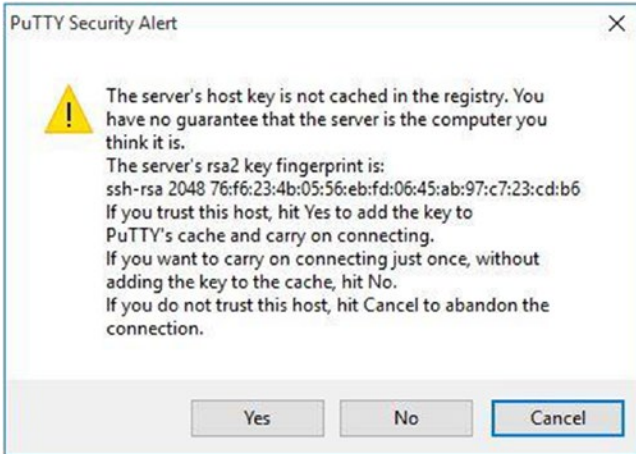 PuTTY Security Alert
The server's host key is not cached in the registry. You
have no guarantee that the server is the computer you
think it is.
The server's rsa2 key fingerprint is:
ssh-rsa 2048 76:f6:23:4b:05:56:eb:fd:06:45:ab:97:c7:23:cd:b6
If you trust this host, hit Yes to add the key to
PuTTY's cache and carry on connecting.
If you want to carry on connecting just once, without
adding the key to the cache, hit No.
If you do not trust this host, hit Cancel to abandon the
connection.
Yes No Cancel